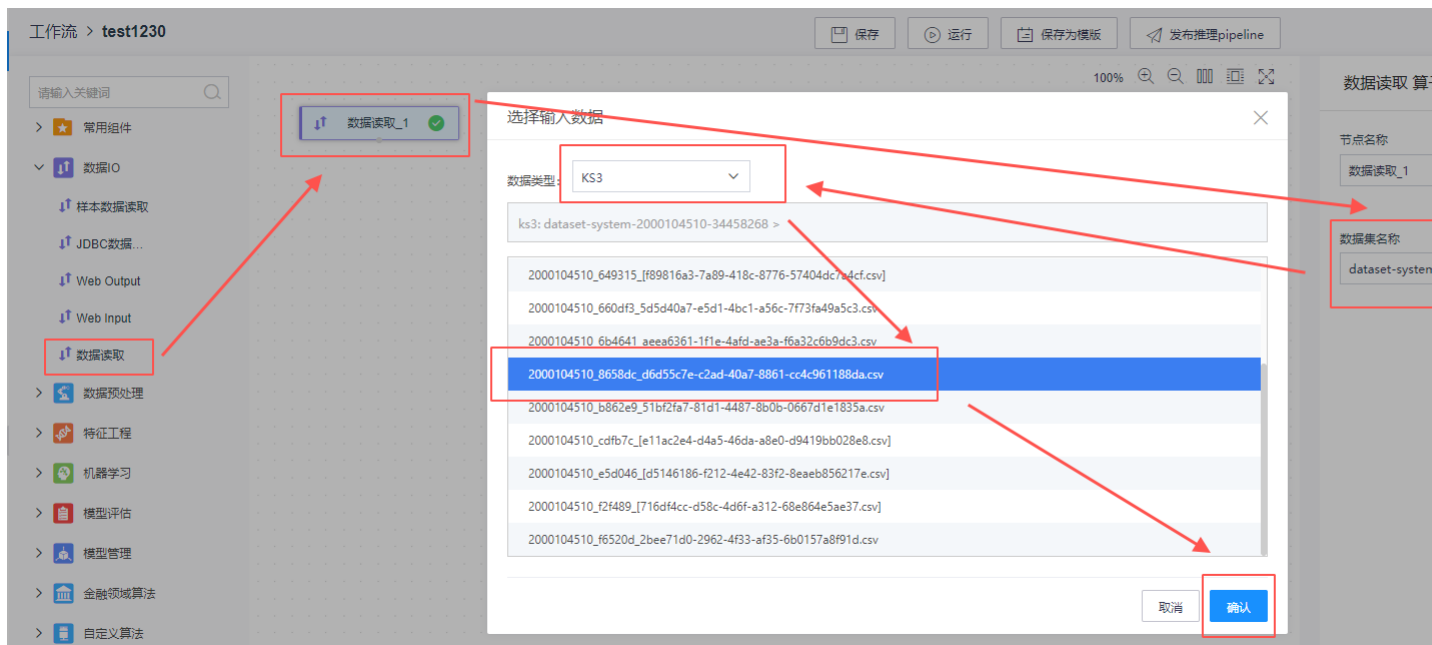 工作流 > test1230
保存
运行
保存为模版
发布推理pipeline
请输入关键词
常用组件
数据IO
样本数据读取
JDBC数据...
Web Output
Web Input
数据读取
数据预处理
特征工程
机器学习
模型评估
模型管理
金融领域算法
自定义算法
100%
数据读取_1
选择输入数据
数据类型:
KS3
ks3: dataset-system-2000104510-34458268 >
2000104510_649315_[f89816a3-7a89-418c-8776-57404dc7a4cf.csv]
2000104510_660df3_5d5d40a7-e5d1-4bc1-a56c-7f73fa49a5c3.csv
2000104510_6b4641_aeea6361-1f1e-4afd-ae3a-f6a32c6b9dc3.csv
2000104510_8658dc_d6d55c7e-c2ad-40a7-8861-cc4c961188da.csv
2000104510_b862e9_51bf2fa7-81d1-4487-8b0b-0667d1e1835a.csv
2000104510_cdfb7c_[e11ac2e4-d4a5-46da-a8e0-d9419bb028e8.csv]
2000104510_e5d046_[d5146186-f212-4e42-83f2-8eaeb856217e.csv]
2000104510_f2f489_[716df4cc-d58c-4d6f-a312-68e864e5ae37.csv]
2000104510_f6520d_2bee71d0-2962-4f33-af35-6b0157a8f91d.csv
取消
确认
数据读取 算
节点名称
数据读取_1
数据集名称
dataset-system